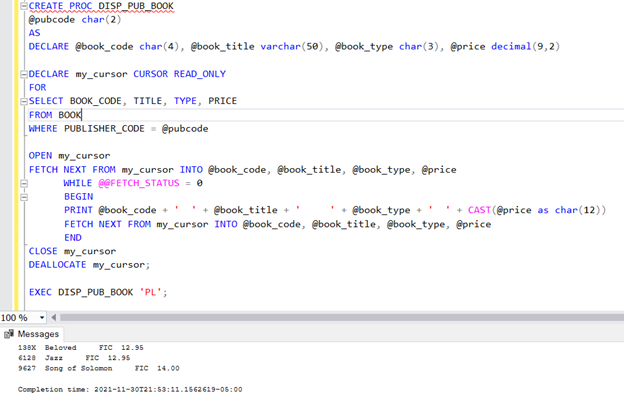 CREATE PROC DISP_PUB_BOOK
@pubcode char(2)
AS
DECLARE @book_code char(4), @book_title varchar(50), @book_type char(3), @price decimal(9,2)
DECLARE my_cursor CURSOR READ_ONLY
FOR
SELECT BOOK_CODE, TITLE, TYPE, PRICE
FROM BOOK
WHERE PUBLISHER_CODE = @pubcode
OPEN my_cursor
FETCH NEXT FROM my_cursor INTO @book_code, @book_title, @book_type, @price
WHILE @@FETCH_STATUS = 0
BEGIN
PRINT @book_code + '  ' + @book_title + '     ' + @book_type + '  ' + CAST(@price as char(12))
FETCH NEXT FROM my_cursor INTO @book_code, @book_title, @book_type, @price
END
CLOSE my_cursor
DEALLOCATE my_cursor;
EXEC DISP_PUB_BOOK 'PL';
100 %
Messages
138X  Beloved     FIC  12.95
6128  Jazz     FIC  12.95
9627  Song of Solomon     FIC  14.00
Completion time: 2021-11-30T21:53:11.1562619-05:00